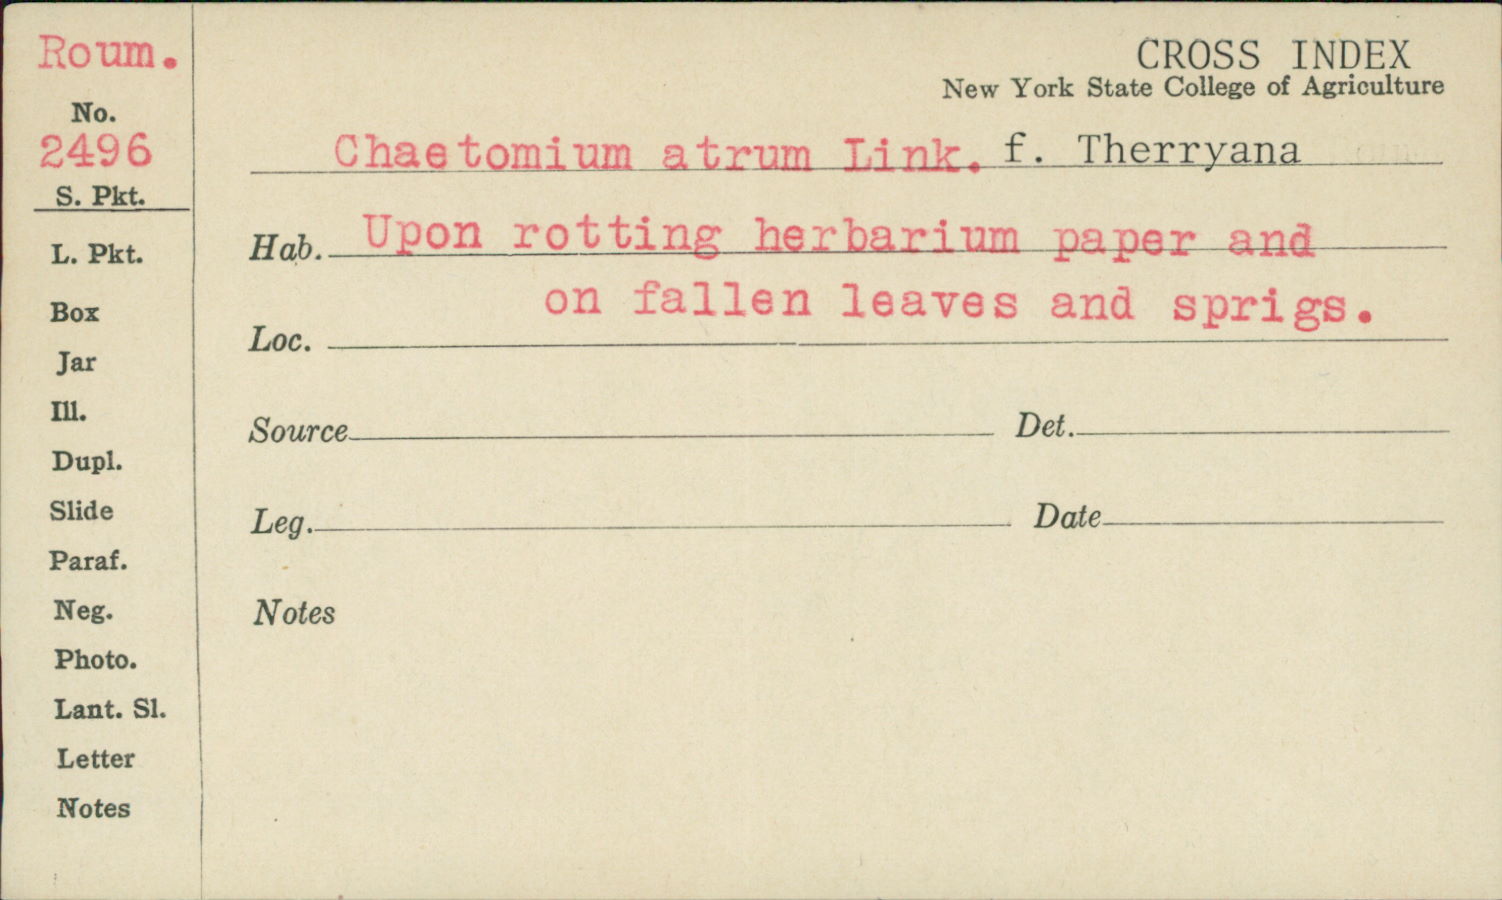 Roum.
CROSS INDEX
New York State College of Agriculture
No.
2496
Chaetomium atrum Link. f. Therryana
S. Pkt.
Hab. Upon rotting herbarium paper and
L. Pkt.
on fallen leaves and sprigs.
Box
Loc.
Jar
Ill.
Source Det.
Dupl.
Slide
Leg. Date
Paraf.
Neg.
Notes
Photo.
Lant. Sl.
Letter
Notes